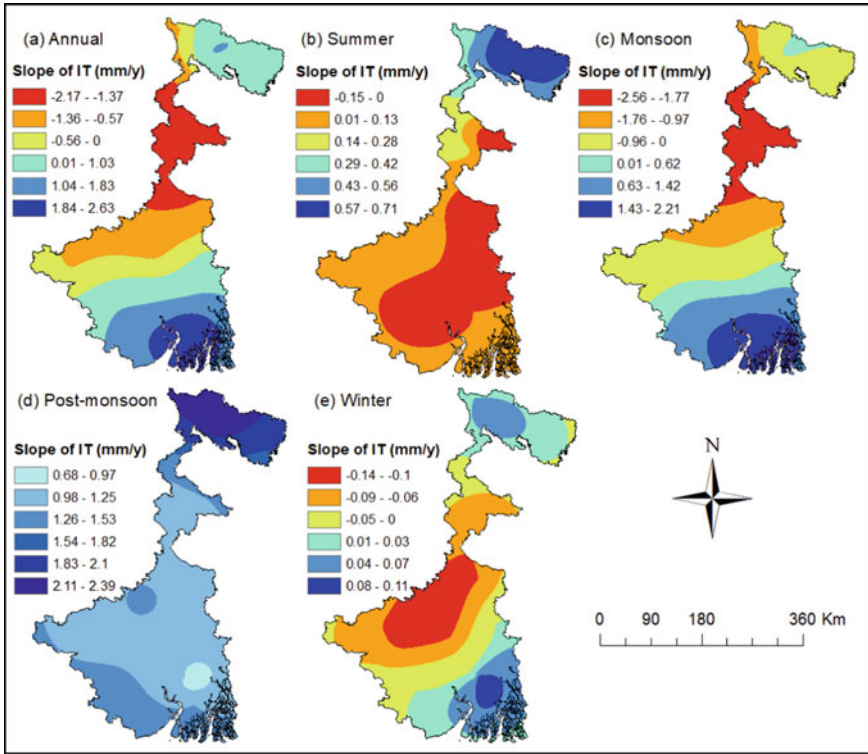 (a) Annual
Slope of IT (mm/y)
-2.17 - -1.37
-1.36 - -0.57
-0.56 - 0
0.01 - 1.03
1.04 - 1.83
1.84 - 2.63
(b) Summer
Slope of IT (mm/y)
-0.15 - 0
0.01 - 0.13
0.14 - 0.28
0.29 - 0.42
0.43 - 0.56
0.57 - 0.71
(c) Monsoon
Slope of IT (mm/y)
-2.56 - -1.77
-1.76 - -0.97
-0.96 - 0
0.01 - 0.62
0.63 - 1.42
1.43 - 2.21
(d) Post-monsoon
Slope of IT (mm/y)
0.68 - 0.97
0.98 - 1.25
1.26 - 1.53
1.54 - 1.82
1.83 - 2.1
2.11 - 2.39
(e) Winter
Slope of IT (mm/y)
-0.14 - -0.1
-0.09 - -0.06
-0.05 - 0
0.01 - 0.03
0.04 - 0.07
0.08 - 0.11
N
0 90 180 360 Km